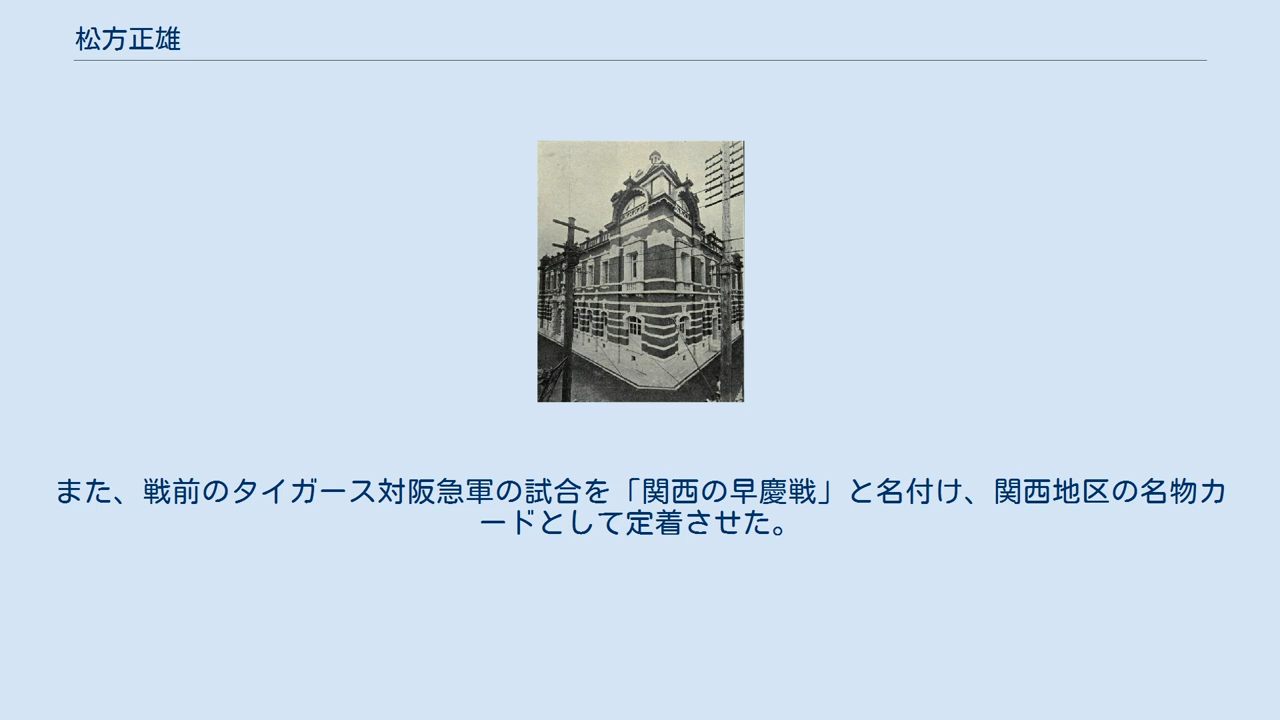 松方正雄
また、戦前のタイガース対阪急軍の試合を「関西の早慶戦」と名付け、関西地区の名物カ
ードとして定着させた。